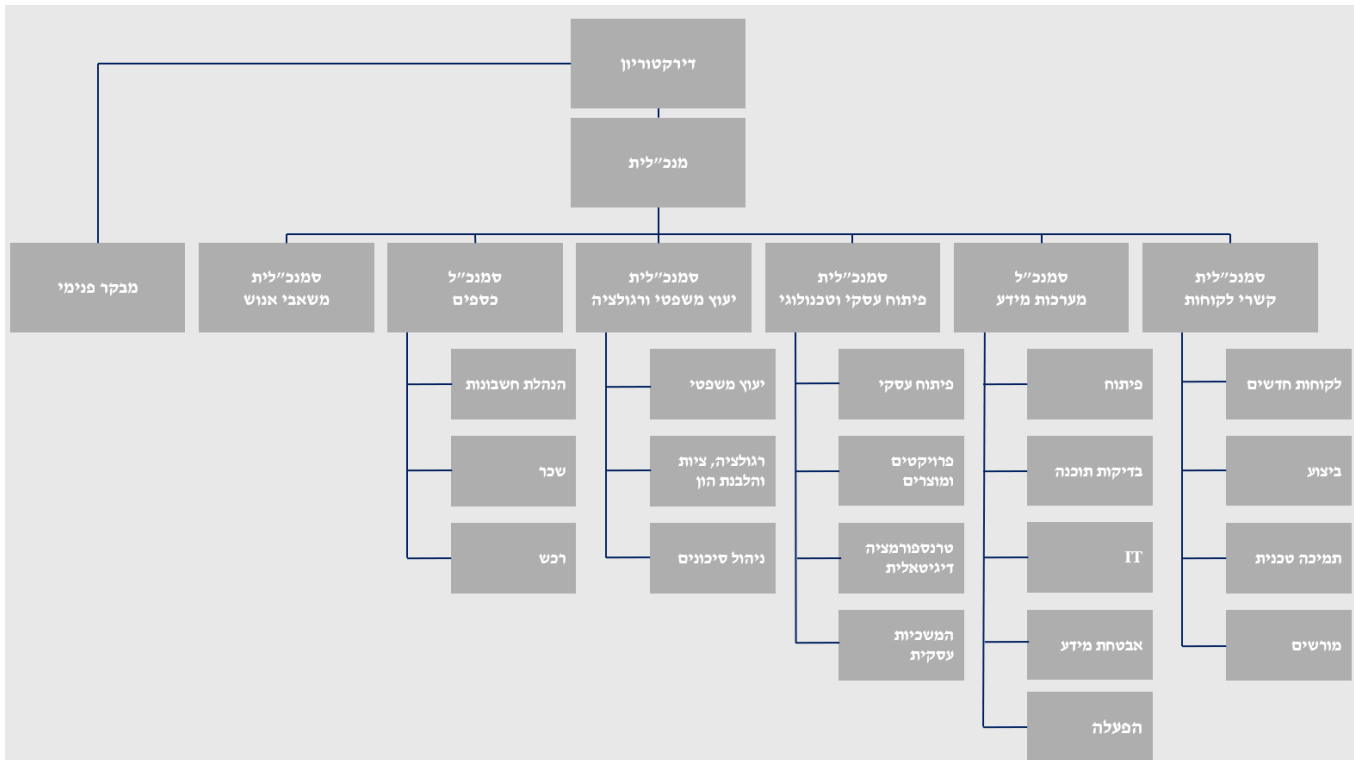 דירקטוריון
מנכ״לית
סמנכ״לית
קשרי לקוחות
סמנכ״ל
מערכות מידע
סמנכ״לית
פיתוח עסקי וטכנולוגי
סמנכ״לית
יעוץ משפטי ורגולציה
סמנכ״ל
כספים
סמנכ״לית
משאבי אנוש
מבקר פנימי
לקוחות חדשים
ביצוע
תמיכה טכנית
מורשים
פיתוח
בדיקות תוכנה
IT
אבטחת מידע
הפעלה
פיתוח עסקי
פרויקטים
ומוצרים
טרנספורמציה
דיגיטאלית
המשכיות
עסקית
יעוץ משפטי
רגולציה, ציות
והלבנת הון
ניהול סיכונים
הנהלת חשבונות
שכר
רכש